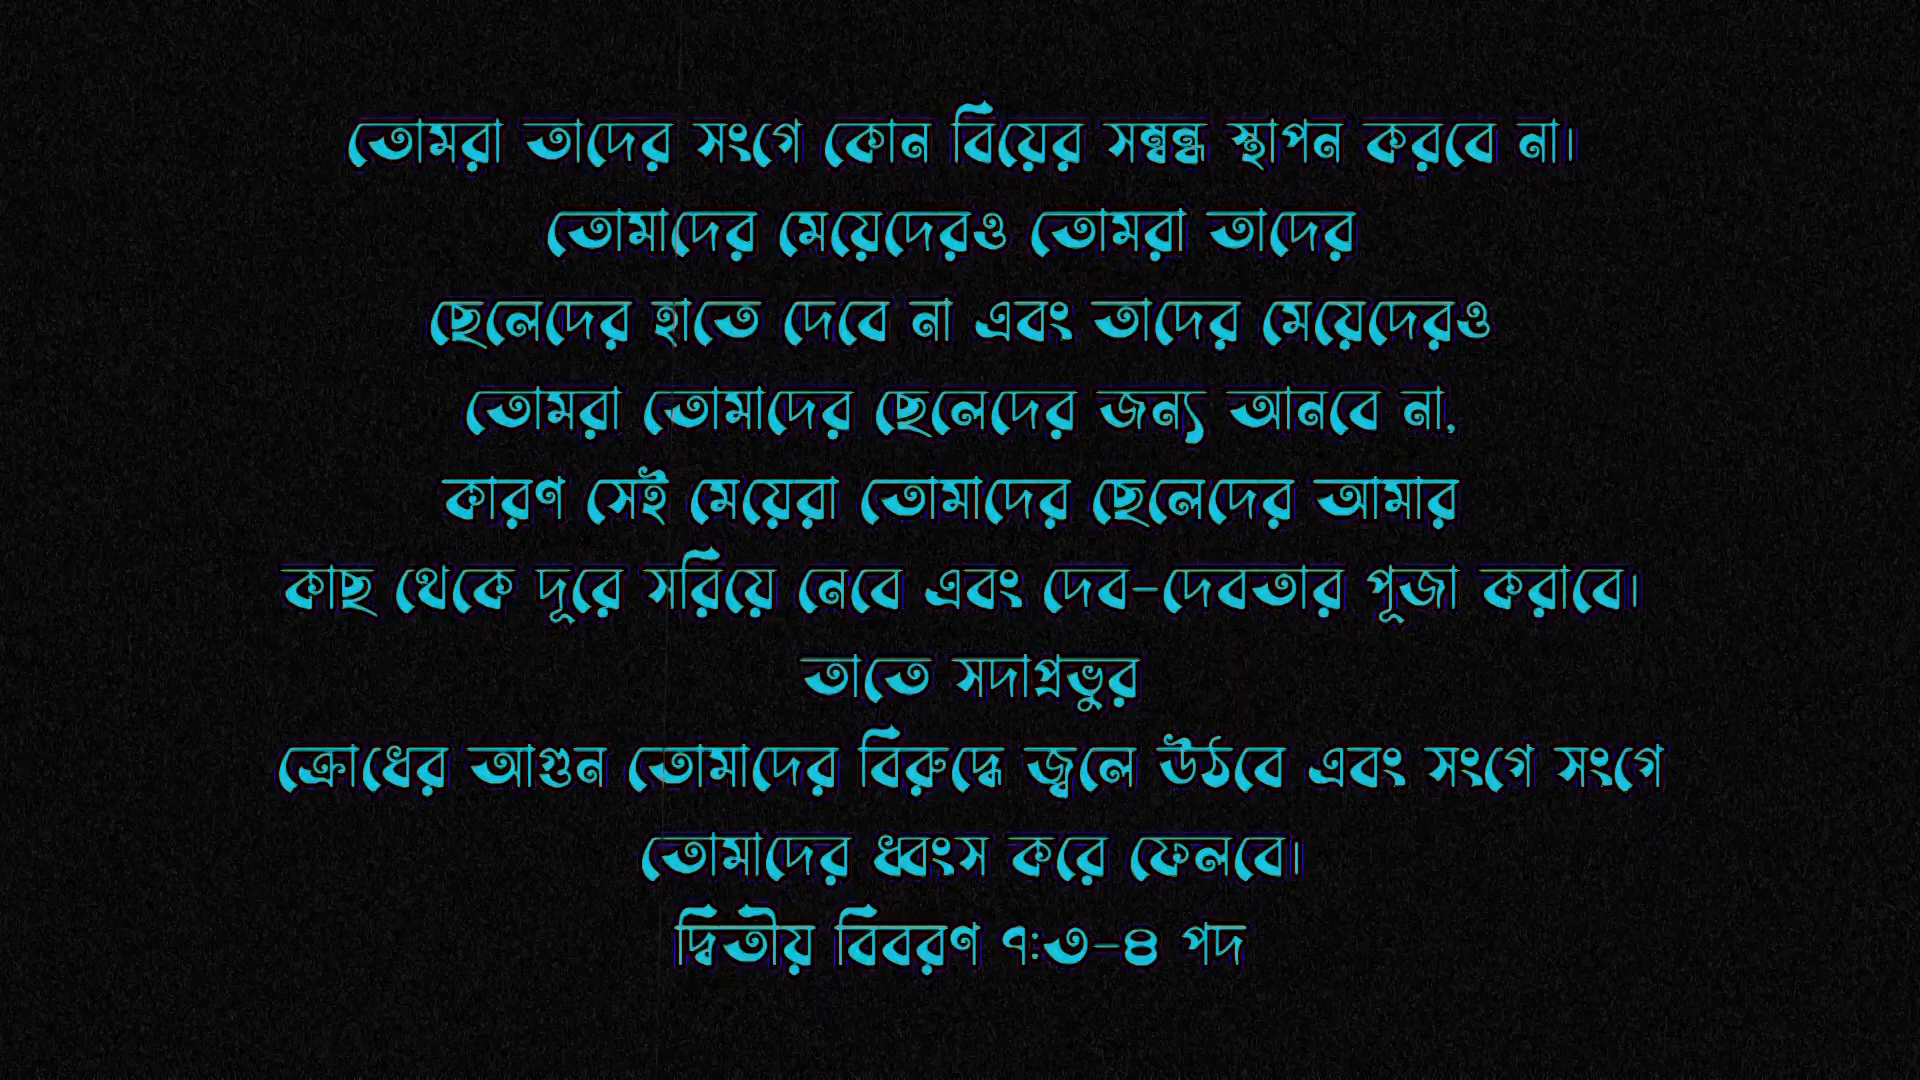 তোমরা তাদের সংগে কোন বিয়ের সম্বন্ধ স্থাপন করবে না।
তোমাদের মেয়েদেরও তোমরা তাদের
ছেলেদের হাতে দেবে না এবং তাদের মেয়েদেরও
তোমরা তোমাদের ছেলেদের জন্য আনবে না,
কারণ সেই মেয়েরা তোমাদের ছেলেদের আমার
কাছ থেকে দূরে সরিয়ে নেবে এবং দেব-দেবতার পূজা করাবে।
তাতে সদাপ্রভুর
ক্রোধের আগুন তোমাদের বিরুদ্ধে জ্বলে উঠবে এবং সংগে সংগে
তোমাদের ধ্বংস করে ফেলবে।
দ্বিতীয় বিবরণ ৭:৩-৪ পদ